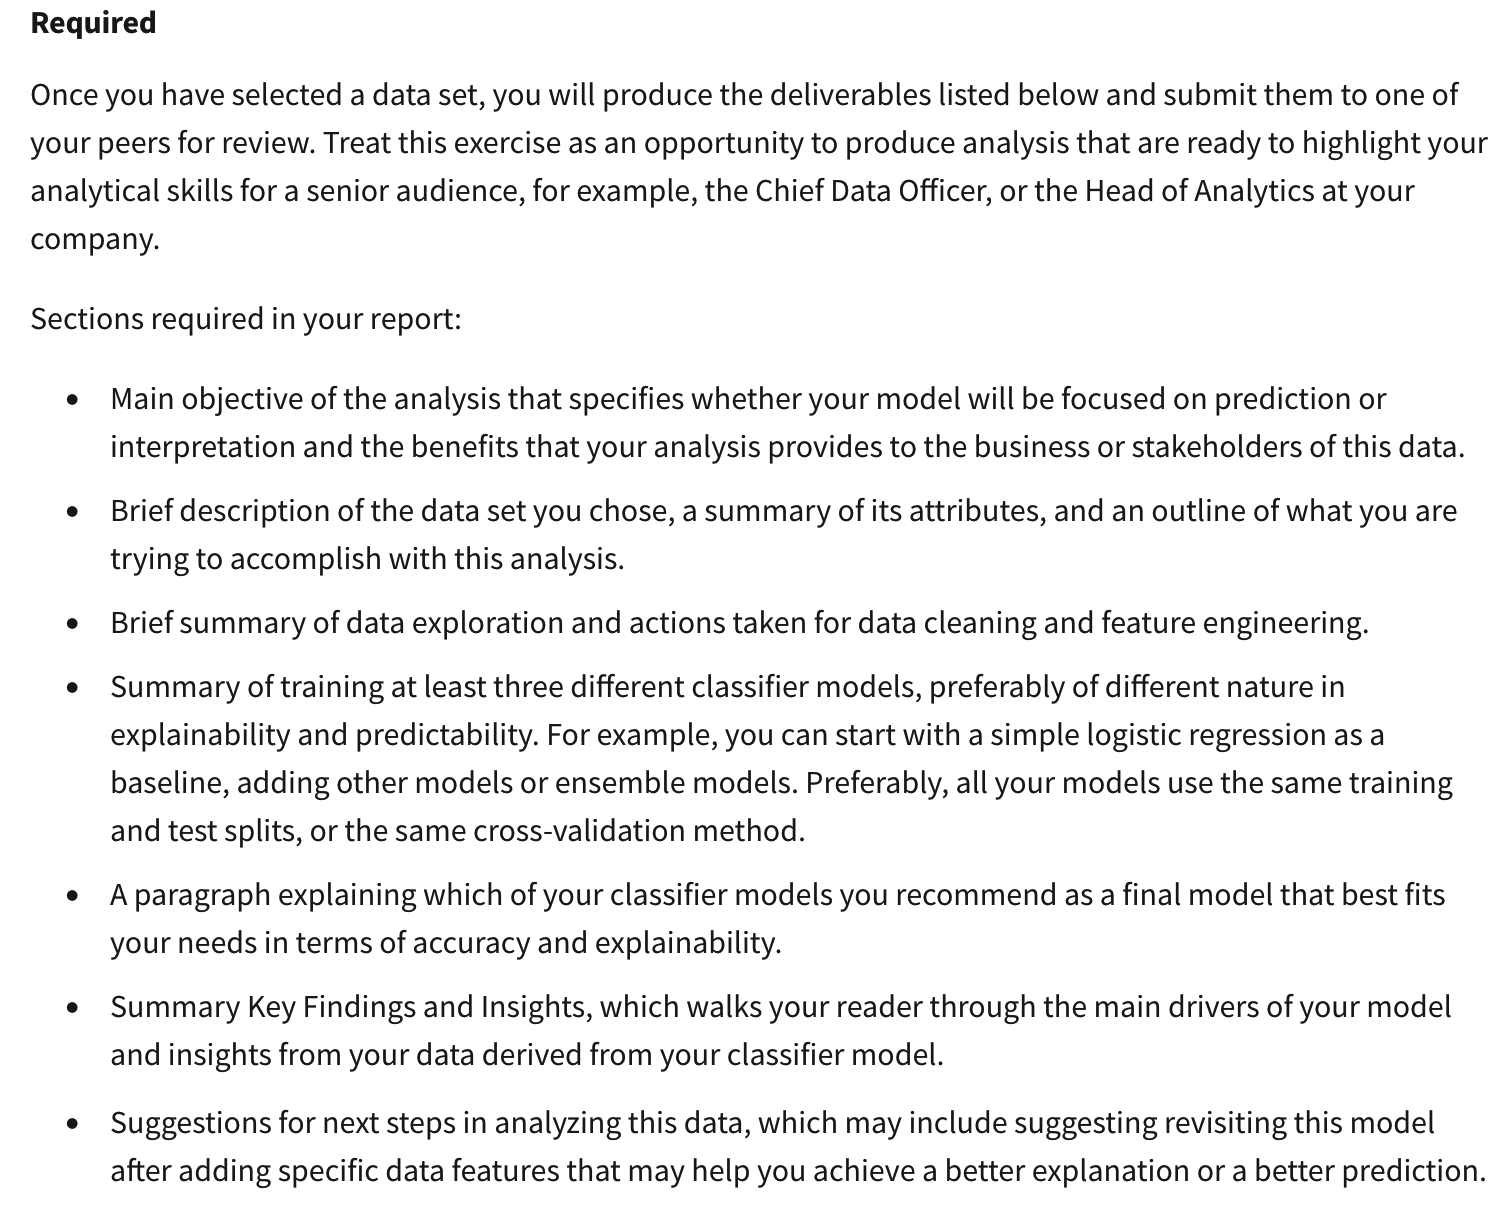 Required
Once you have selected a data set, you will produce the deliverables listed below and submit them to one of
your peers for review. Treat this exercise as an opportunity to produce analysis that are ready to highlight your
analytical skills for a senior audience, for example, the Chief Data Officer, or the Head of Analytics at your
company.
Sections required in your report:
• Main objective of the analysis that specifies whether your model will be focused on prediction or
interpretation and the benefits that your analysis provides to the business or stakeholders of this data.
• Brief description of the data set you chose, a summary of its attributes, and an outline of what you are
trying to accomplish with this analysis.
• Brief summary of data exploration and actions taken for data cleaning and feature engineering.
• Summary of training at least three different classifier models, preferably of different nature in
explainability and predictability. For example, you can start with a simple logistic regression as a
baseline, adding other models or ensemble models. Preferably, all your models use the same training
and test splits, or the same cross-validation method.
• A paragraph explaining which of your classifier models you recommend as a final model that best fits
your needs in terms of accuracy and explainability.
• Summary Key Findings and Insights, which walks your reader through the main drivers of your model
and insights from your data derived from your classifier model.
• Suggestions for next steps in analyzing this data, which may include suggesting revisiting this model
after adding specific data features that may help you achieve a better explanation or a better prediction.